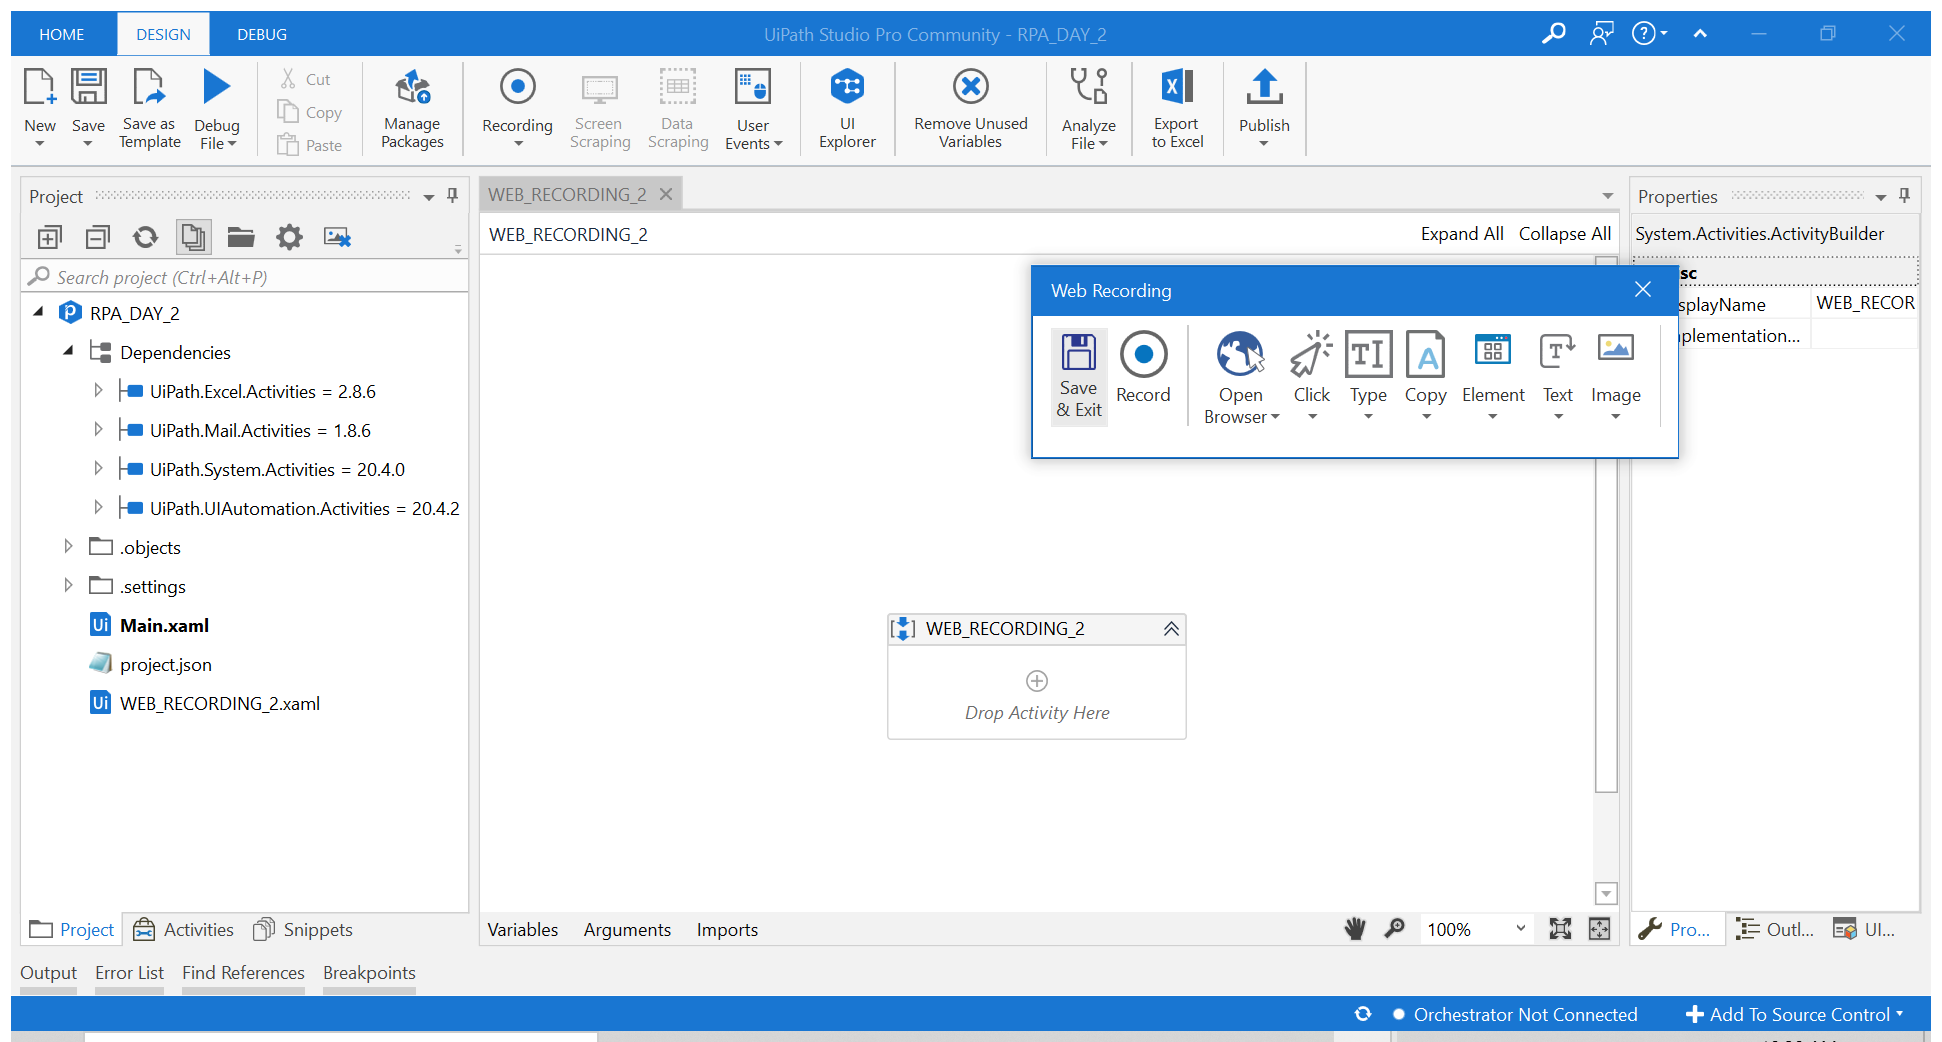 HOME DESIGN DEBUG
UiPath Studio Pro Community - RPA_DAY_2
New
Save
Save as
Template
Debug
File
Cut
Copy
Paste
Manage
Packages
Recording
Screen
Scraping
Data
Scraping
User
Events
UI
Explorer
Remove Unused
Variables
Analyze
File
Export
to Excel
Publish
Project
Search project (Ctrl+Alt+P)
RPA_DAY_2
Dependencies
UiPath.Excel.Activities = 2.8.6
UiPath.Mail.Activities = 1.8.6
UiPath.System.Activities = 20.4.0
UiPath.UIAutomation.Activities = 20.4.2
.objects
.settings
Main.xaml
project.json
WEB_RECORDING_2.xaml
Project Activities Snippets
WEB_RECORDING_2
WEB_RECORDING_2
Expand All Collapse All
Web Recording
Save
& Exit
Record
Open
Browser
Click
Type
Copy
Element
Text
Image
WEB_RECORDING_2
Drop Activity Here
Variables Arguments Imports
100%
Properties
System.Activities.ActivityBuilder
sc
splayName WEB_RECOR
plementation...
Pro... Outl... UI...
Output Error List Find References Breakpoints
Orchestrator Not Connected Add To Source Control